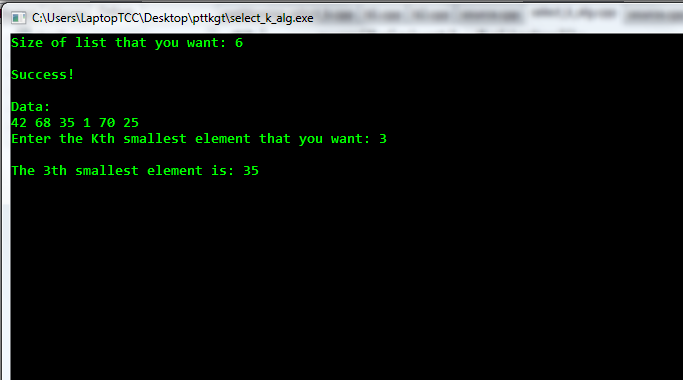 C:\Users\LaptopTCC\Desktop\pttkgt\select_k_alg.exe
Size of list that you want: 6
Success!
Data:
42 68 35 1 70 25
Enter the Kth smallest element that you want: 3
The 3th smallest element is: 35